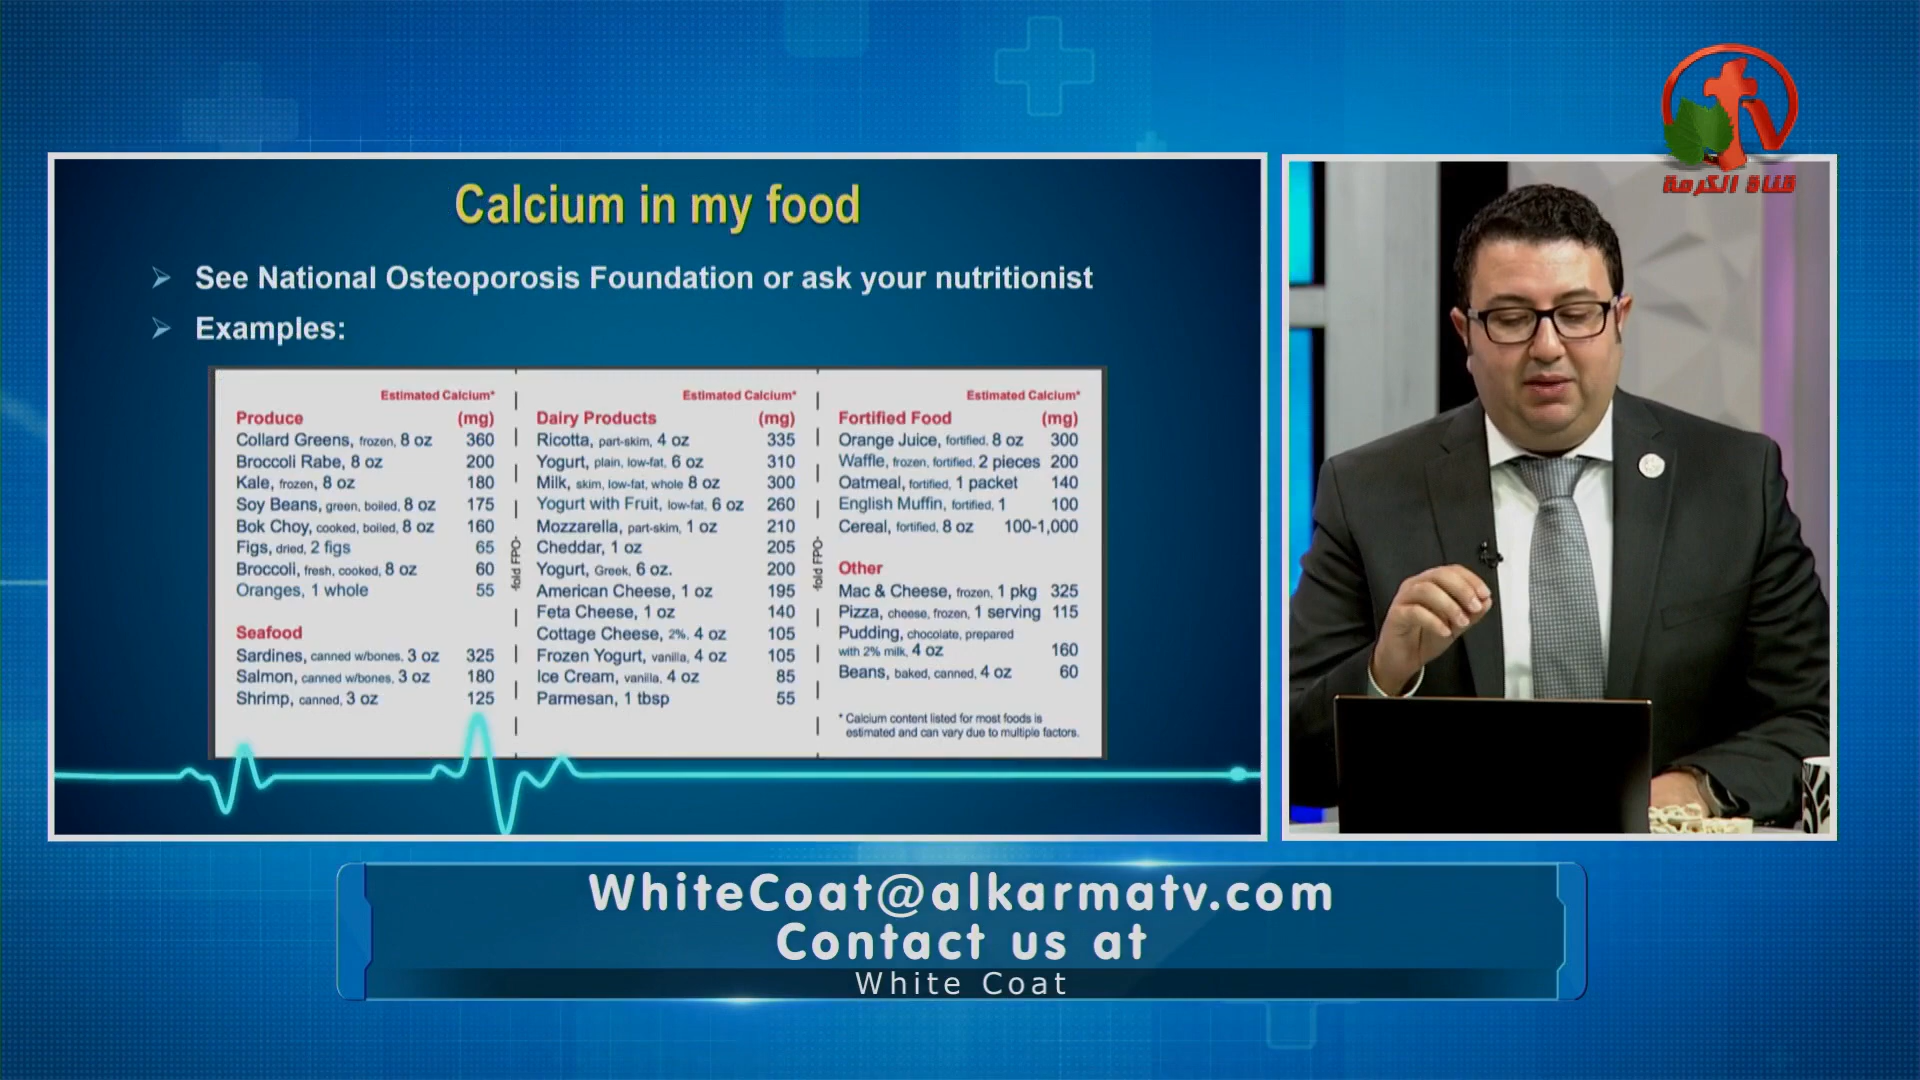 tv
قناة الكرمة
Calcium in my food
➢ See National Osteoporosis Foundation or ask your nutritionist
➢ Examples:
Estimated Calcium*
Produce (mg)
Collard Greens, frozen, 8 oz 360
Broccoli Rabe, 8 oz 200
Kale, frozen, 8 oz 180
Soy Beans, green, boiled, 8 oz 175
Bok Choy, cooked, boiled, 8 oz 160
Figs, dried, 2 figs 65
Broccoli, fresh, cooked, 8 oz 60
Oranges, 1 whole 55
Seafood
Sardines, canned w/bones, 3 oz 325
Salmon, canned w/bones, 3 oz 180
Shrimp, canned, 3 oz 125
-fold FPO-
Estimated Calcium*
Dairy Products (mg)
Ricotta, part-skim, 4 oz 335
Yogurt, plain, low-fat, 6 oz 310
Milk, skim, low-fat, whole 8 oz 300
Yogurt with Fruit, low-fat, 6 oz 260
Mozzarella, part-skim, 1 oz 210
Cheddar, 1 oz 205
Yogurt, Greek, 6 oz. 200
American Cheese, 1 oz 195
Feta Cheese, 1 oz 140
Cottage Cheese, 2%, 4 oz 105
Frozen Yogurt, vanilla, 4 oz 105
Ice Cream, vanilla, 4 oz 85
Parmesan, 1 tbsp 55
-fold FPO-
Estimated Calcium*
Fortified Food (mg)
Orange Juice, fortified, 8 oz 300
Waffle, frozen, fortified, 2 pieces 200
Oatmeal, fortified, 1 packet 140
English Muffin, fortified, 1 100
Cereal, fortified, 8 oz 100-1,000
Other
Mac & Cheese, frozen, 1 pkg 325
Pizza, cheese, frozen, 1 serving 115
Pudding, chocolate, prepared
with 2% milk, 4 oz 160
Beans, baked, canned, 4 oz 60
* Calcium content listed for most foods is
estimated and can vary due to multiple factors.
WhiteCoat@alkarmatv.com
Contact us at
White Coat